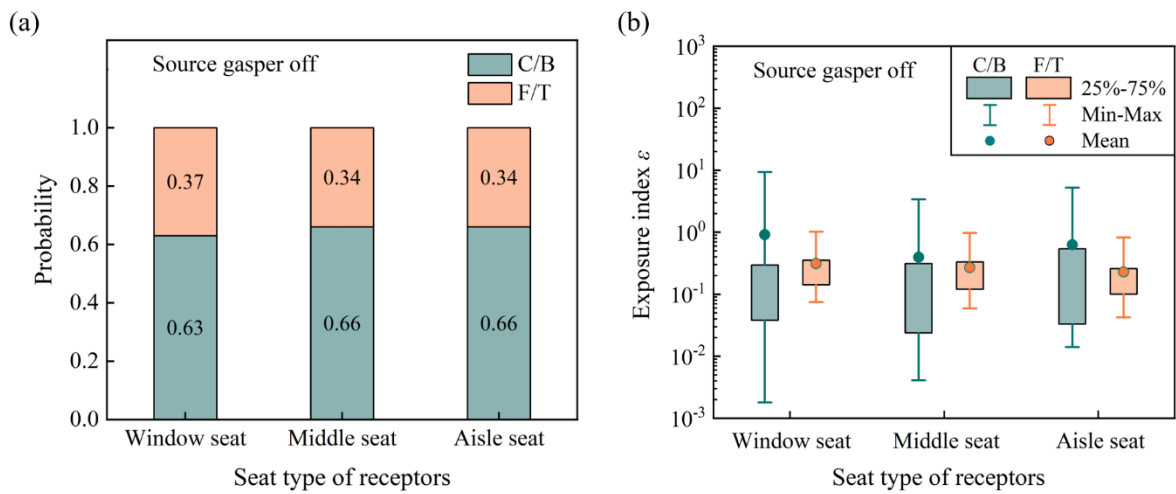 (a)
Source gasper off
C/B
F/T
1.0
0.8
0.6
0.4
0.2
0.0
Probability
0.37
0.34
0.34
0.63
0.66
0.66
Window seat
Middle seat
Aisle seat
Seat type of receptors
(b)
Source gasper off
C/B F/T
25%-75%
Min-Max
Mean
10³
10²
10¹
10⁰
10⁻¹
10⁻²
10⁻³
Exposure index ε
Window seat
Middle seat
Aisle seat
Seat type of receptors